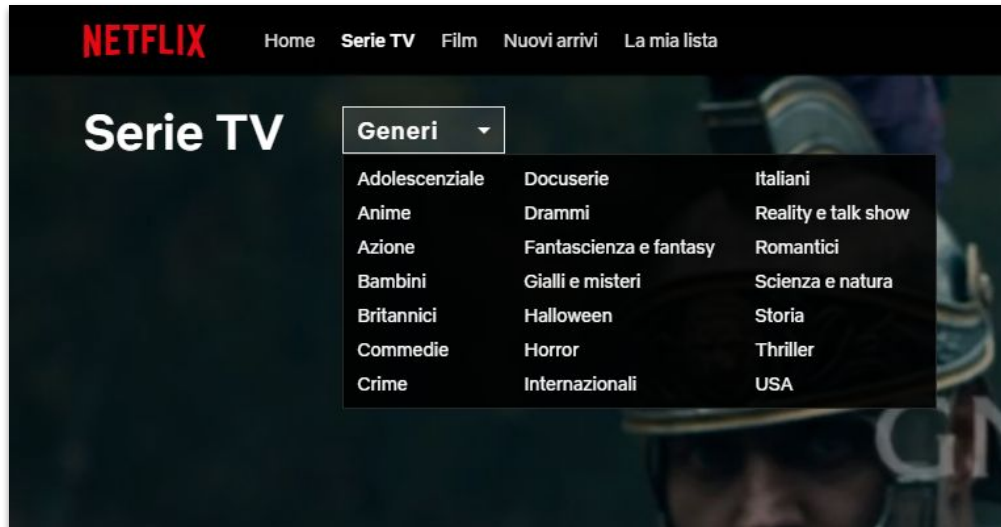 NETFLIX Home Serie TV Film Nuovi arrivi La mia lista
Serie TV Generi
Adolescenziale Docuserie Italiani
Anime Drammi Reality e talk show
Azione Fantascienza e fantasy Romantici
Bambini Gialli e misteri Scienza e natura
Britannici Halloween Storia
Commedie Horror Thriller
Crime Internazionali USA